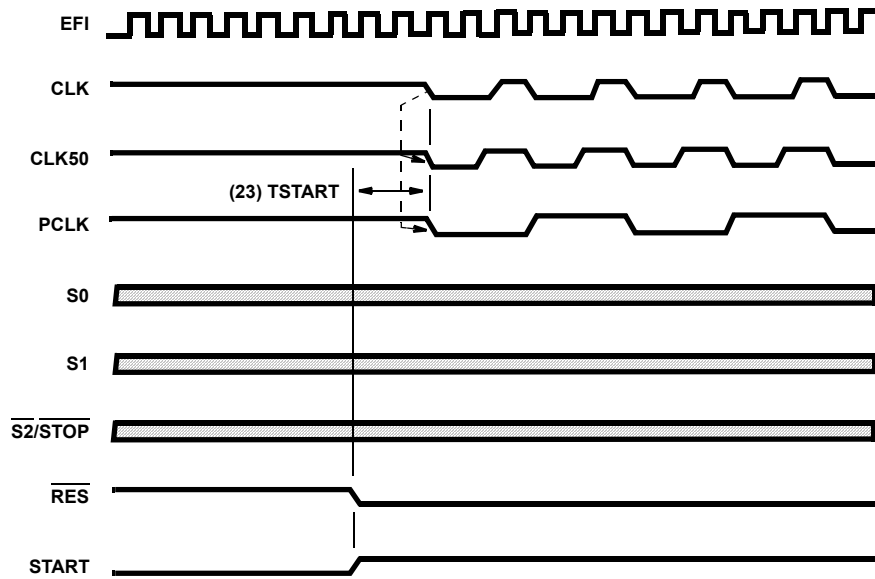 EFI
CLK
CLK50
(23) TSTART
PCLK
S0
S1
S2/STOP
RES
START